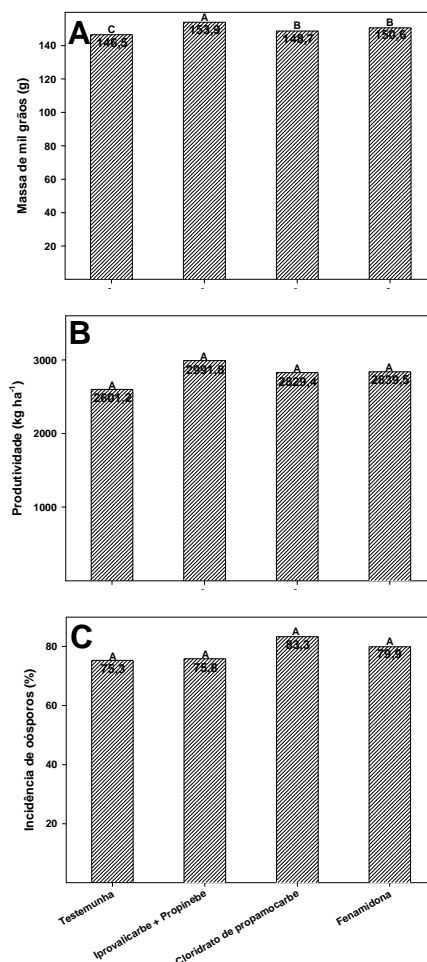 A
C
A
B
B
146,5
153,9
148,7
150,6
Massa de mil grãos (g)
140
120
100
80
60
40
20
-
-
-
-
B
A
A
A
A
2601,2
2991,8
2829,4
2839,5
Produtividade (kg ha-1)
3000
2000
1000
-
-
C
A
A
A
A
75,3
75,8
83,3
79,9
Incidência de oósporos (%)
80
60
40
20
Testemunha
Iprovalicarbe + Propinebe
Cloridrato de propamocarbe
Fenamidona